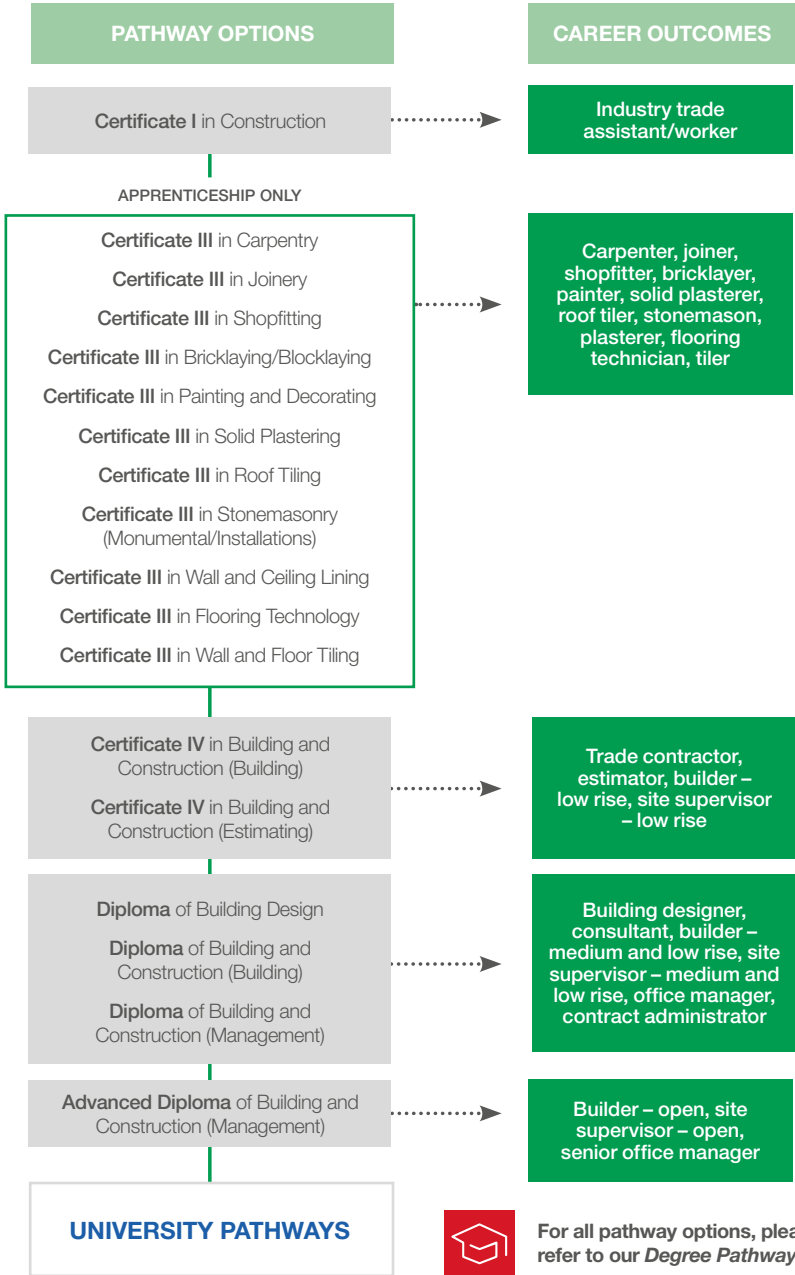 PATHWAY OPTIONS
CAREER OUTCOMES
Certificate I in Construction
Industry trade
assistant/worker
APPRENTICESHIP ONLY
Certificate III in Carpentry
Certificate III in Joinery
Certificate III in Shopfitting
Certificate III in Bricklaying/Blocklaying
Certificate III in Painting and Decorating
Certificate III in Solid Plastering
Certificate III in Roof Tiling
Certificate III in Stonemasonry
(Monumental/Installations)
Certificate III in Wall and Ceiling Lining
Certificate III in Flooring Technology
Certificate III in Wall and Floor Tiling
Carpenter, joiner,
shopfitter, bricklayer,
painter, solid plasterer,
roof tiler, stonemason,
plasterer, flooring
technician, tiler
Certificate IV in Building and
Construction (Building)
Certificate IV in Building and
Construction (Estimating)
Trade contractor,
estimator, builder –
low rise, site supervisor
– low rise
Diploma of Building Design
Diploma of Building and
Construction (Building)
Diploma of Building and
Construction (Management)
Building designer,
consultant, builder –
medium and low rise, site
supervisor – medium and
low rise, office manager,
contract administrator
Advanced Diploma of Building and
Construction (Management)
Builder – open, site
supervisor – open,
senior office manager
UNIVERSITY PATHWAYS
For all pathway options,
refer to our Degree